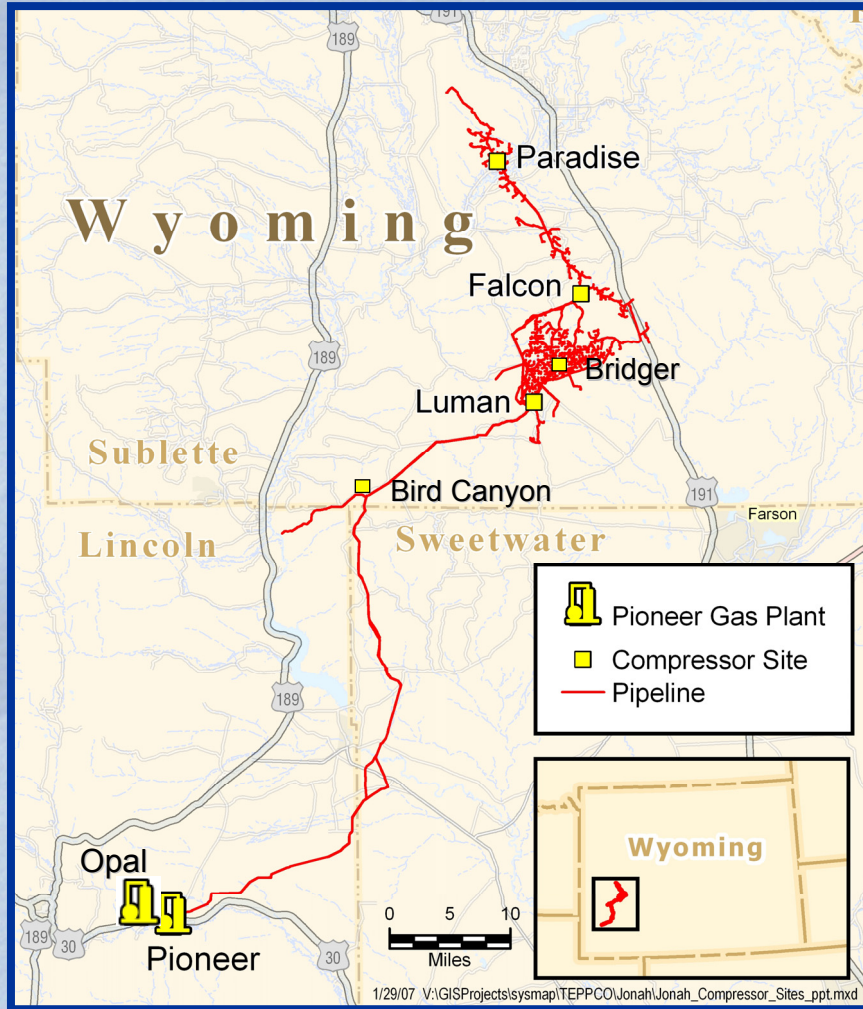 189
191
Paradise
Wyoming
Falcon
189
Bridger
Luman
Sublette
Bird Canyon
191
Farson
Lincoln
Sweetwater
Pioneer Gas Plant
Compressor Site
Pipeline
189
Wyoming
Opal
0 5 10
Miles
189
30
Pioneer
30
1/29/07 V:\GISProjects\sysmap\TEPPCO\Jonah\Jonah_Compressor_Sites_ppt.mxd